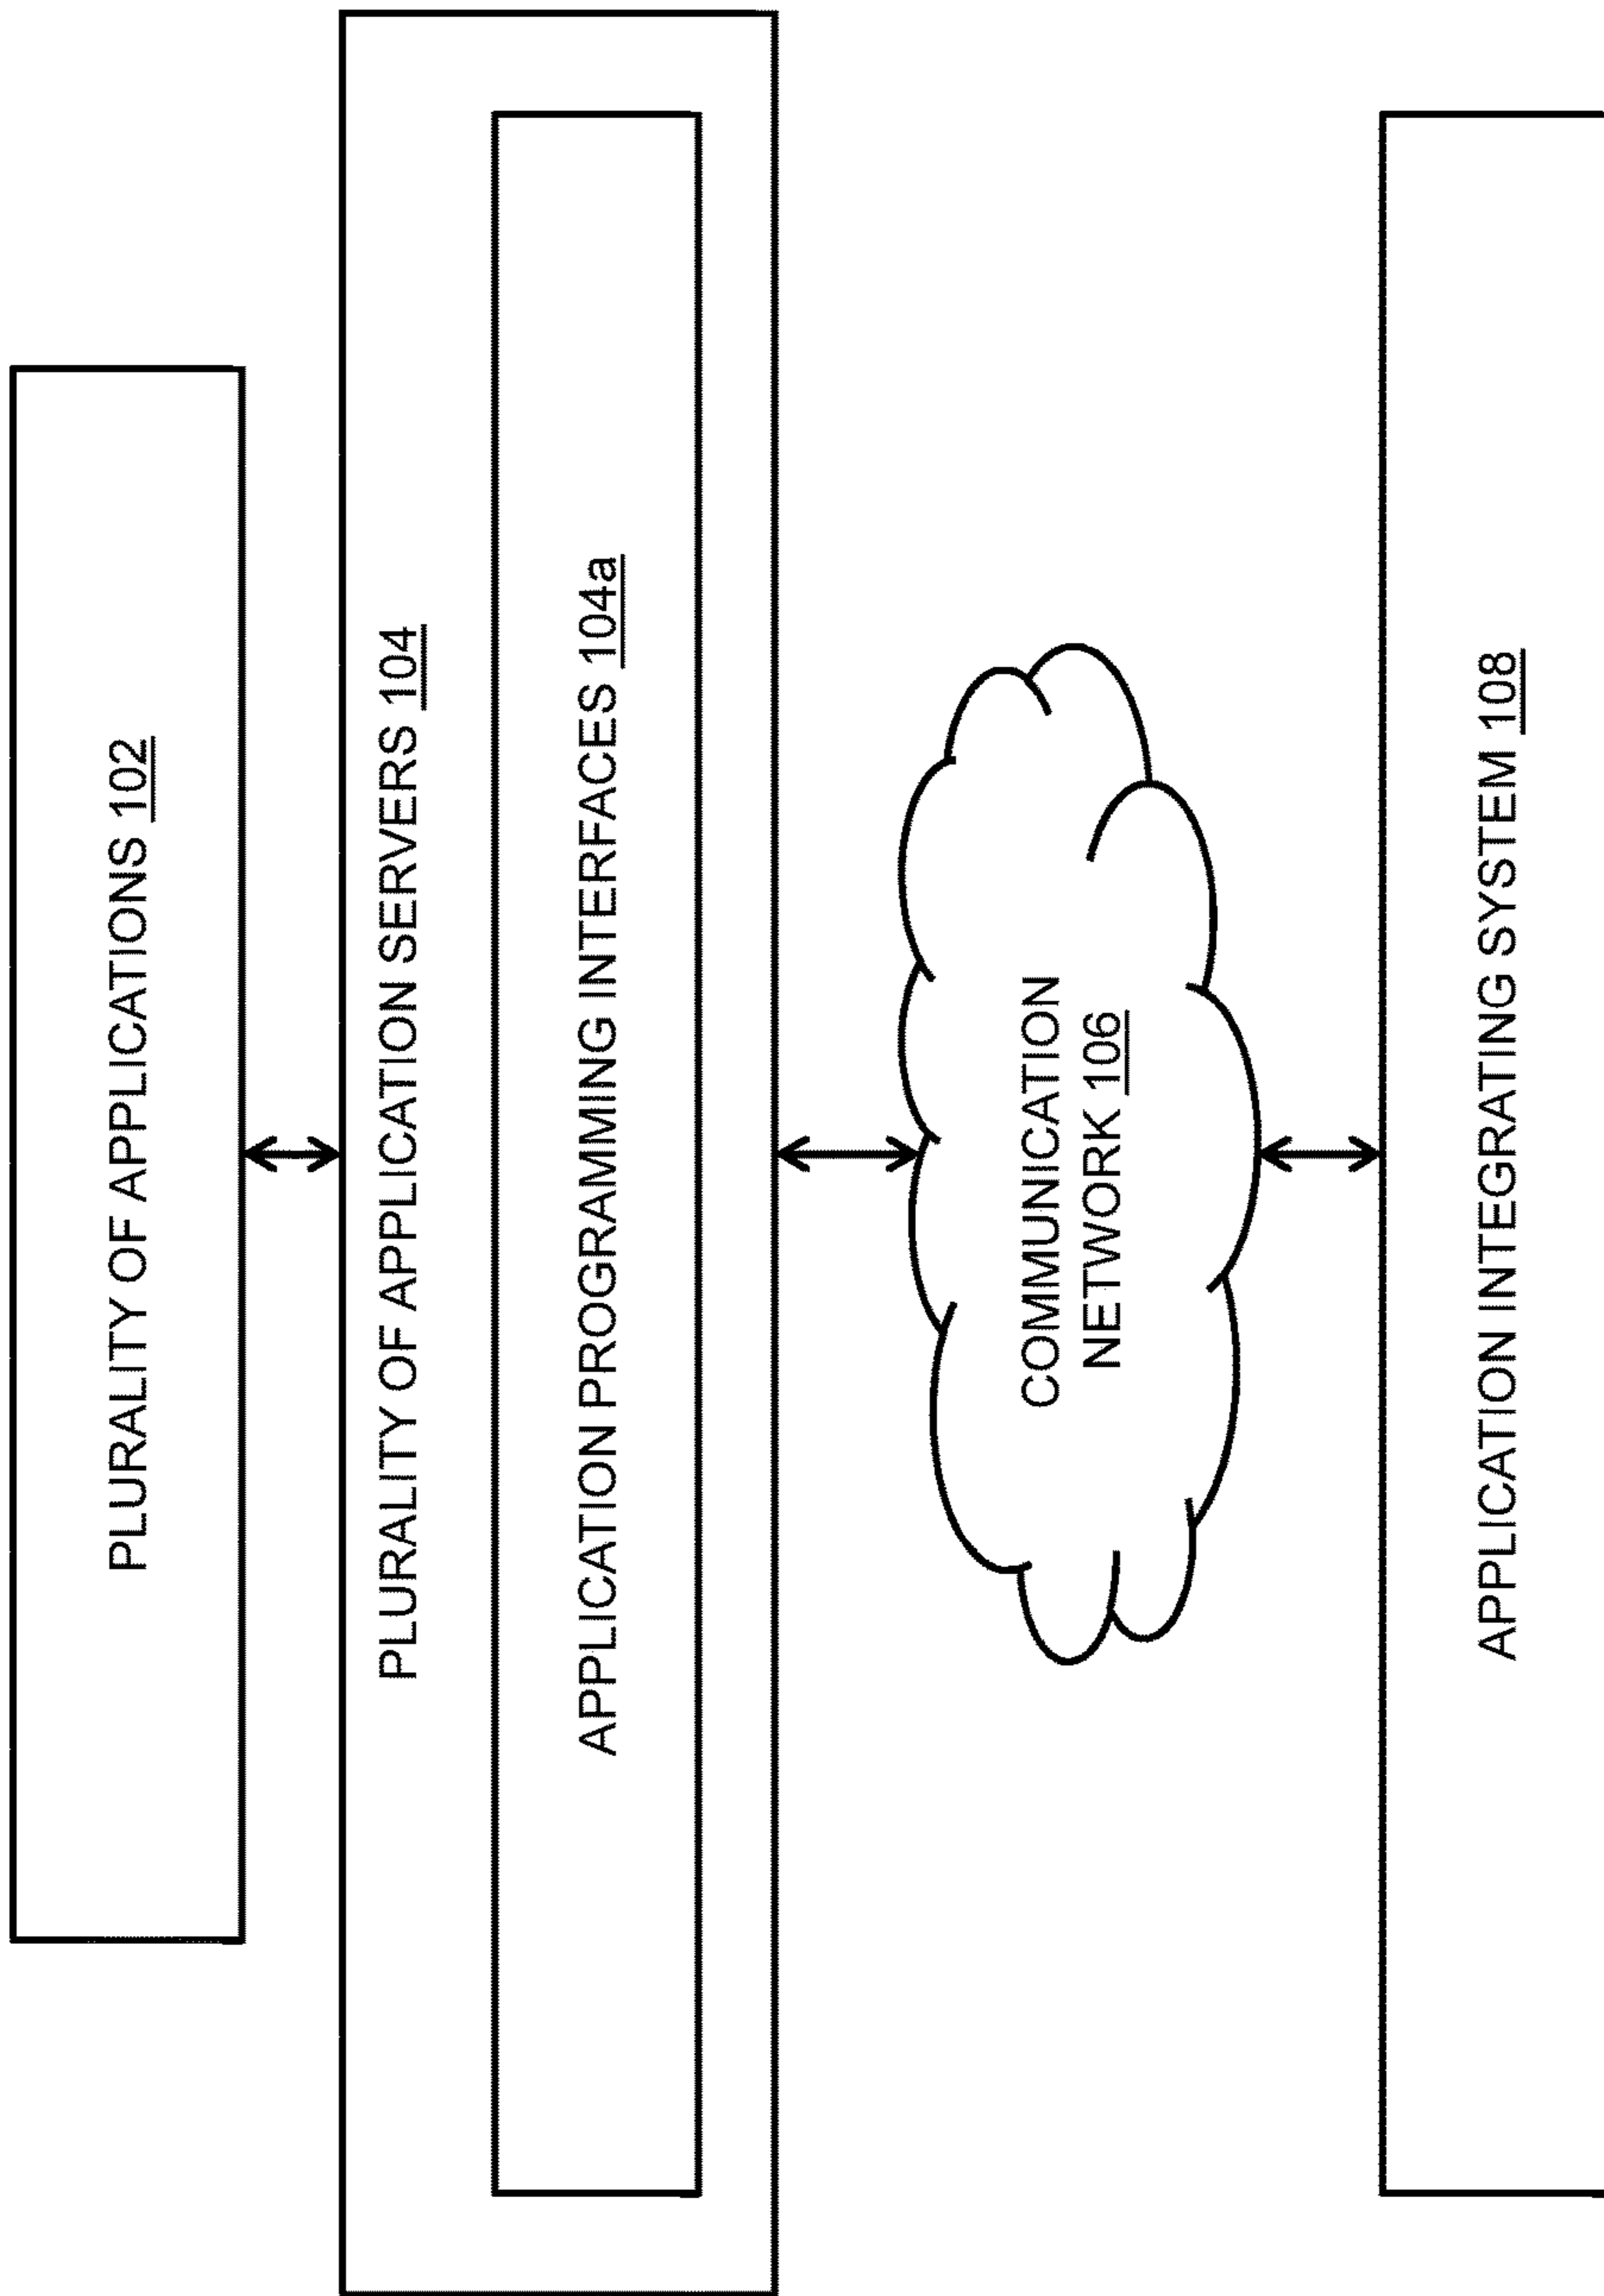 PLURALITY OF APPLICATIONS 102
PLURALITY OF APPLICATION SERVERS 104
APPLICATION PROGRAMMING INTERFACES 104a
COMMUNICATION
NETWORK 106
APPLICATION INTEGRATING SYSTEM 108